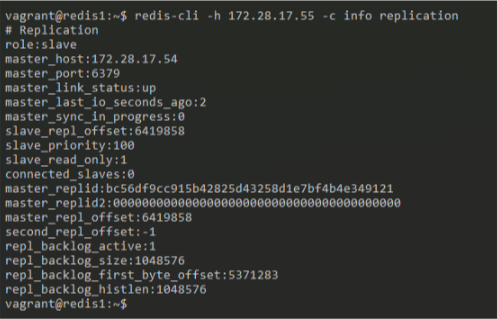 vagrant@redis1:~$ redis-cli -h 172.28.17.55 -c info replication
# Replication
role:slave
master_host:172.28.17.54
master_port:6379
master_link_status:up
master_last_io_seconds_ago:2
master_sync_in_progress:0
slave_repl_offset:6419858
slave_priority:100
slave_read_only:1
connected_slaves:0
master_replid:bc56df9cc915b42825d43258d1e7bf4b4e349121
master_replid2:0000000000000000000000000000000000000000
master_repl_offset:6419858
second_repl_offset:-1
repl_backlog_active:1
repl_backlog_size:1048576
repl_backlog_first_byte_offset:5371283
repl_backlog_histlen:1048576
vagrant@redis1:~$